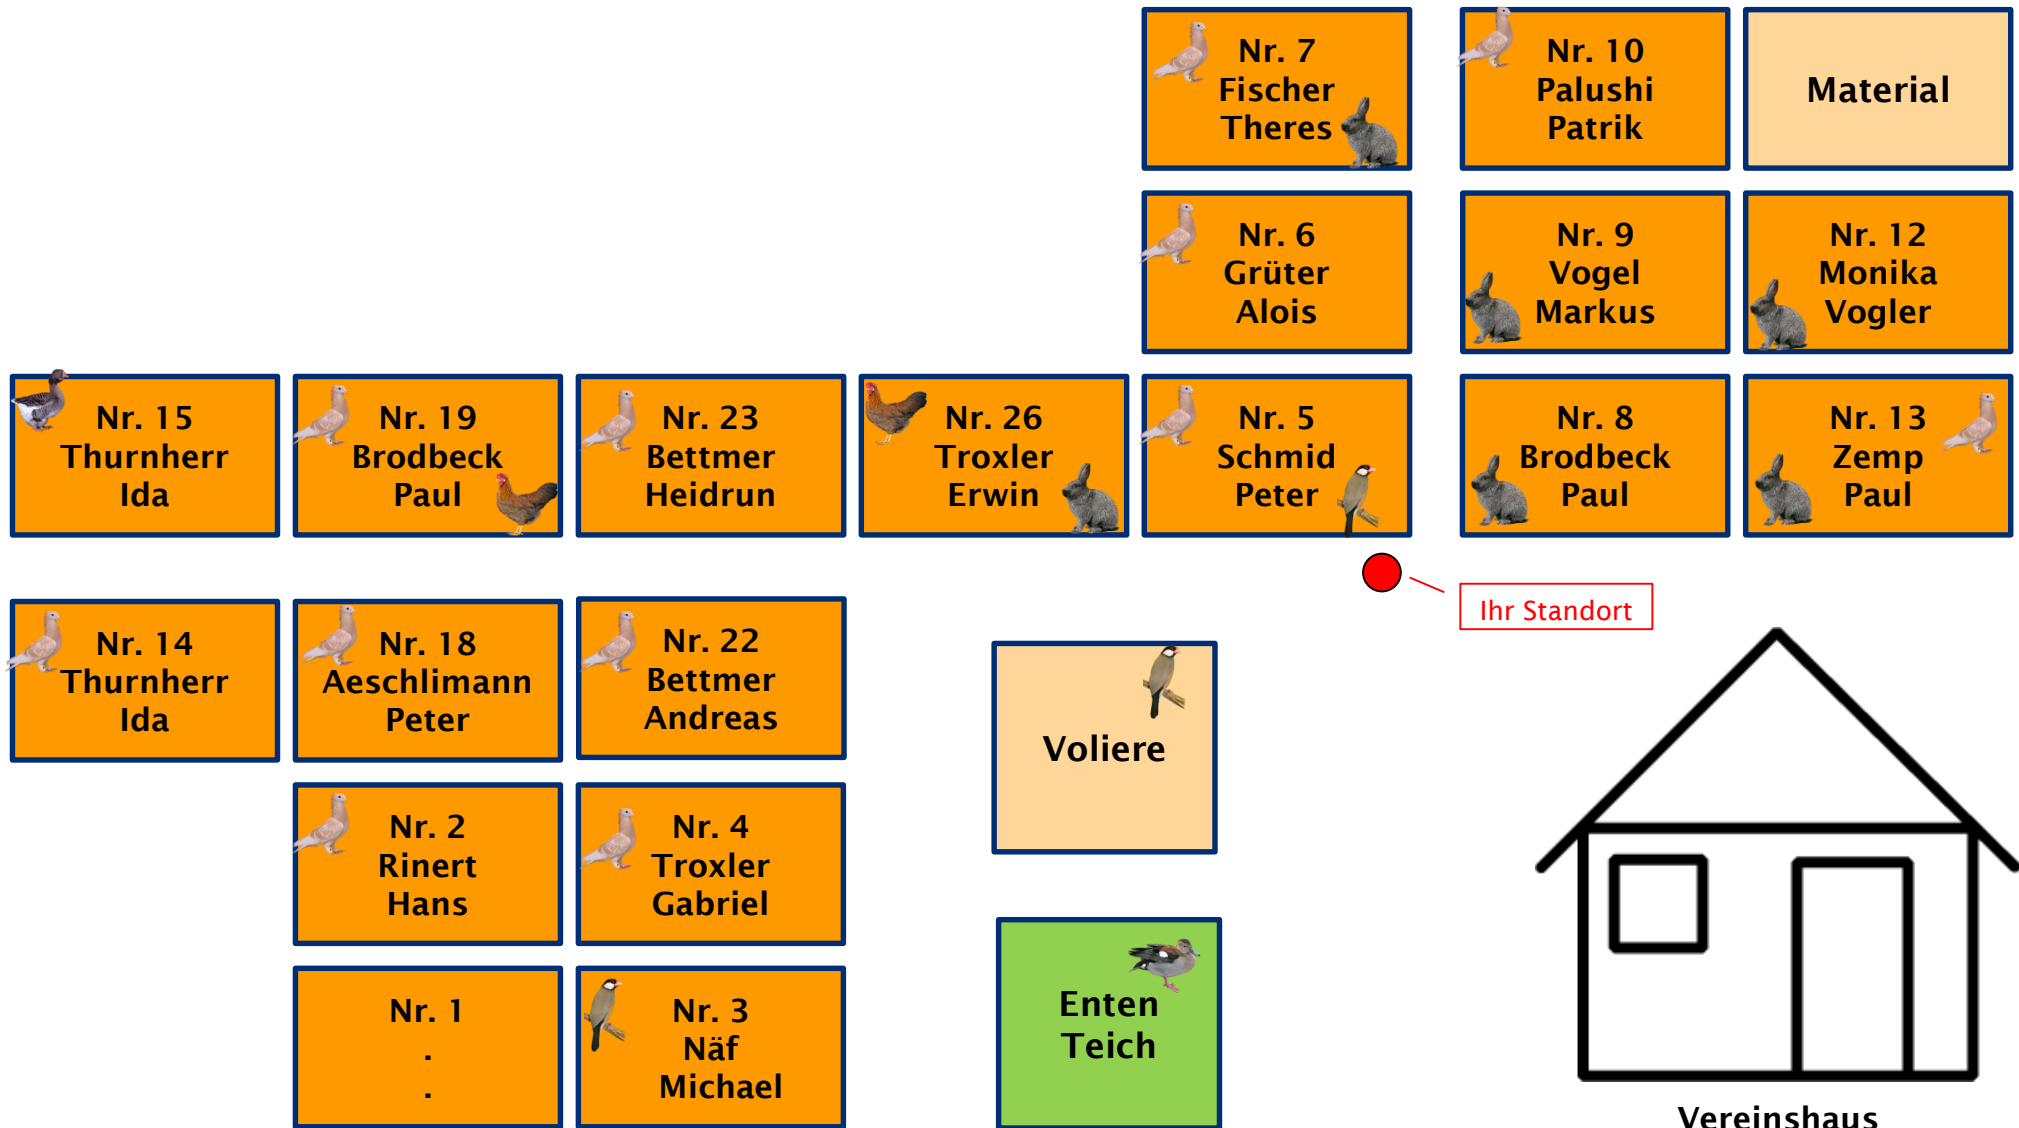 Nr. 7
Fischer
Theres
Nr. 10
Palushi
Patrik
Material
Nr. 6
Grüter
Alois
Nr. 9
Vogel
Markus
Nr. 12
Monika
Vogler
Nr. 15
Thurnherr
Ida
Nr. 19
Brodbeck
Paul
Nr. 23
Bettmer
Heidrun
Nr. 26
Troxler
Erwin
Nr. 5
Schmid
Peter
Nr. 8
Brodbeck
Paul
Nr. 13
Zemp
Paul
Ihr Standort
Nr. 14
Thurnherr
Ida
Nr. 18
Aeschlimann
Peter
Nr. 22
Bettmer
Andreas
Voliere
Nr. 2
Rinert
Hans
Nr. 4
Troxler
Gabriel
Nr. 1
.
.
Nr. 3
Näf
Michael
Enten
Teich
Vereinshaus